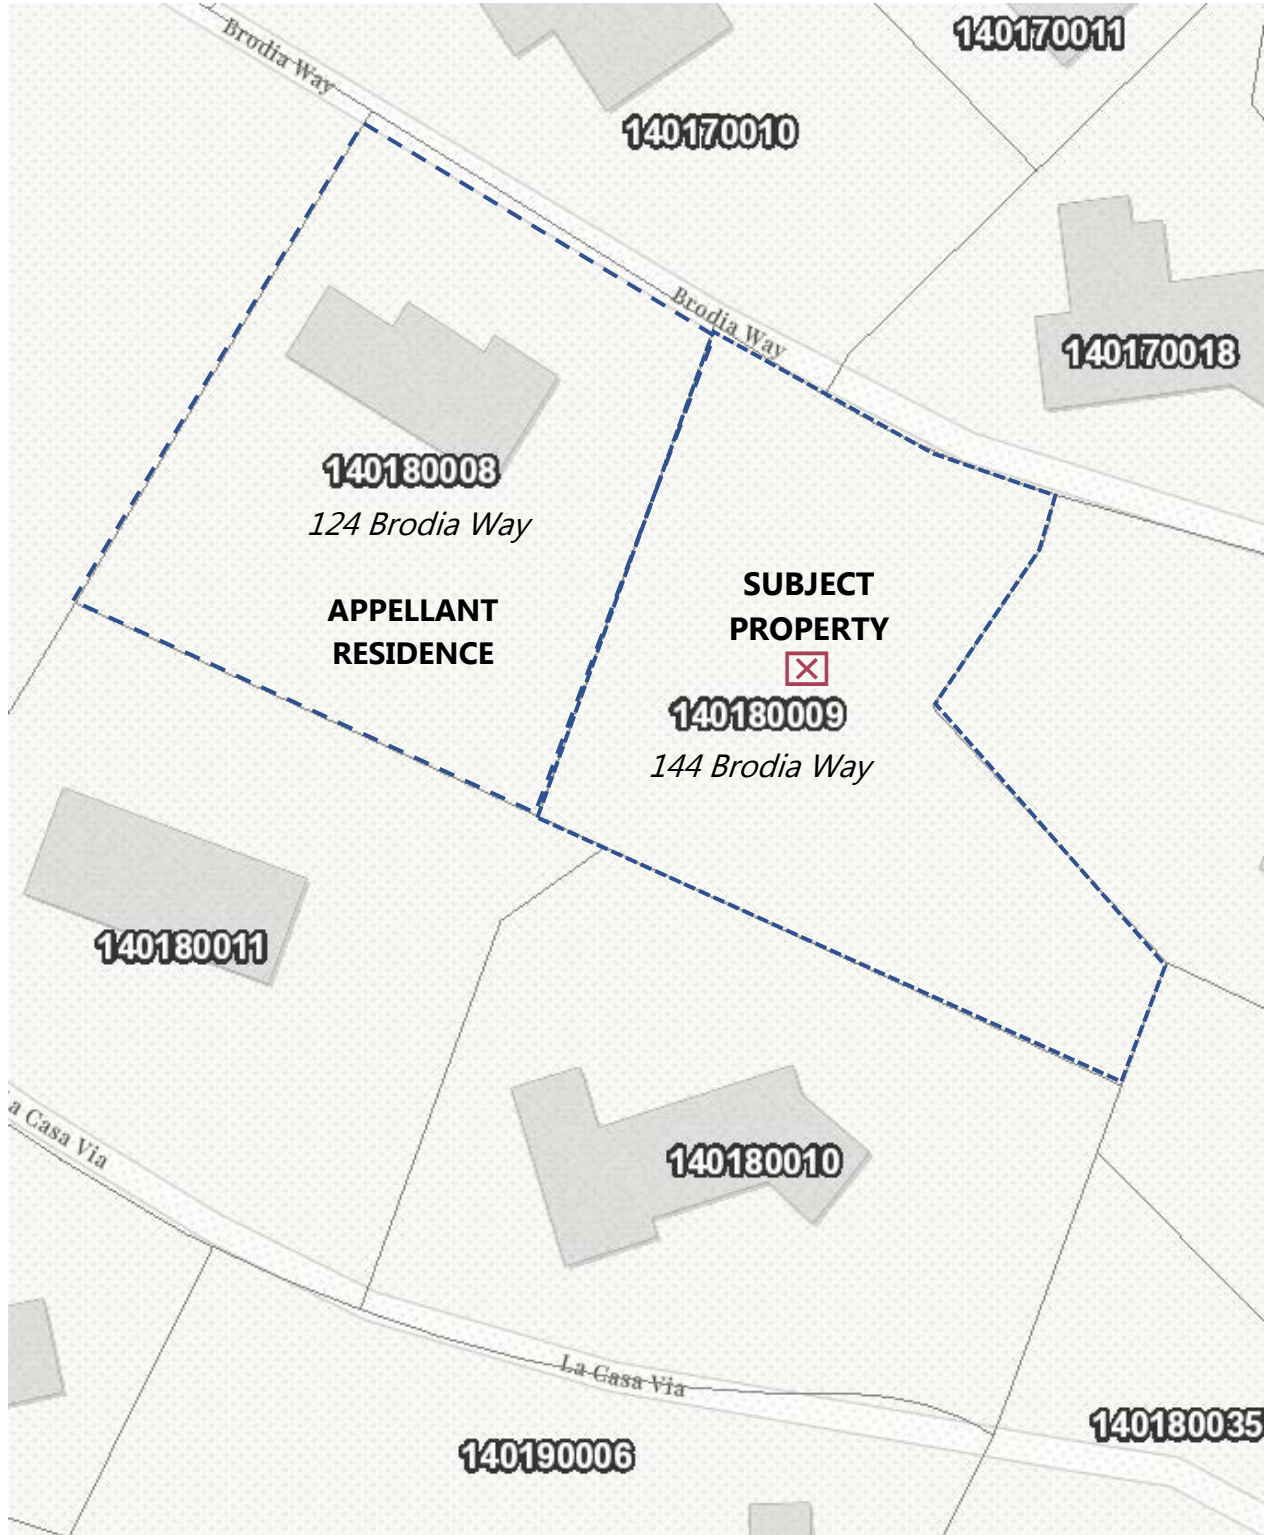 Brodia Way
140170011
140170010
Brodia Way
140170018
140180008
124 Brodia Way
APPELLANT
RESIDENCE
SUBJECT
PROPERTY
140180009
144 Brodia Way
140180011
a Casa Via
140180010
La Casa Via
140180035
140190006